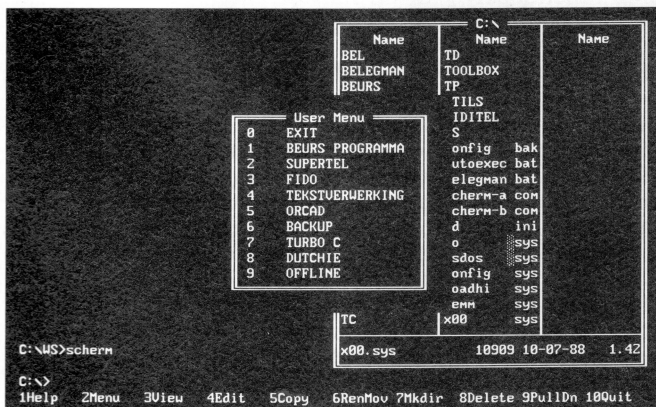 C:\
Name Name Name
BEL TD
BELEGMAN TOOLBOX
BEURS TP
TILS
User Menu IDITEL
0 EXIT S
1 BEURS PROGRAMMA onfig bak
2 SUPERTEL utoexec bat
3 FIDO elegman bat
4 TEKSTVERWERKING cherm-a com
5 ORCAD cherm-b com
6 BACKUP d ini
7 TURBO C o sys
8 DUTCHIE sdos sys
9 OFFLINE onfig sys
oadhi sys
emm sys
TC x00 sys
C:\WS>scherm x00.sys 10909 10-07-88 1.42
C:\>
1Help 2Menu 3View 4Edit 5Copy 6RenMov 7Mkdir 8Delete 9PullDn 10Quit